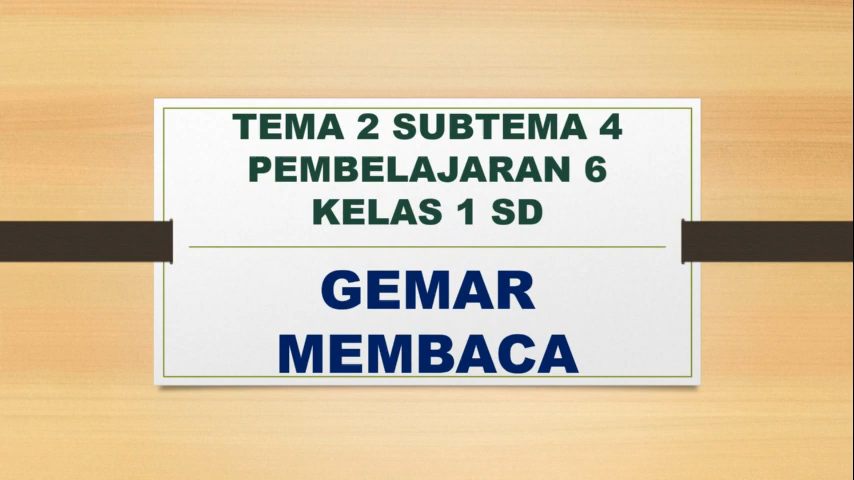 TEMA 2 SUBTEMA 4
PEMBELAJARAN 6
KELAS 1 SD
GEMAR
MEMBACA